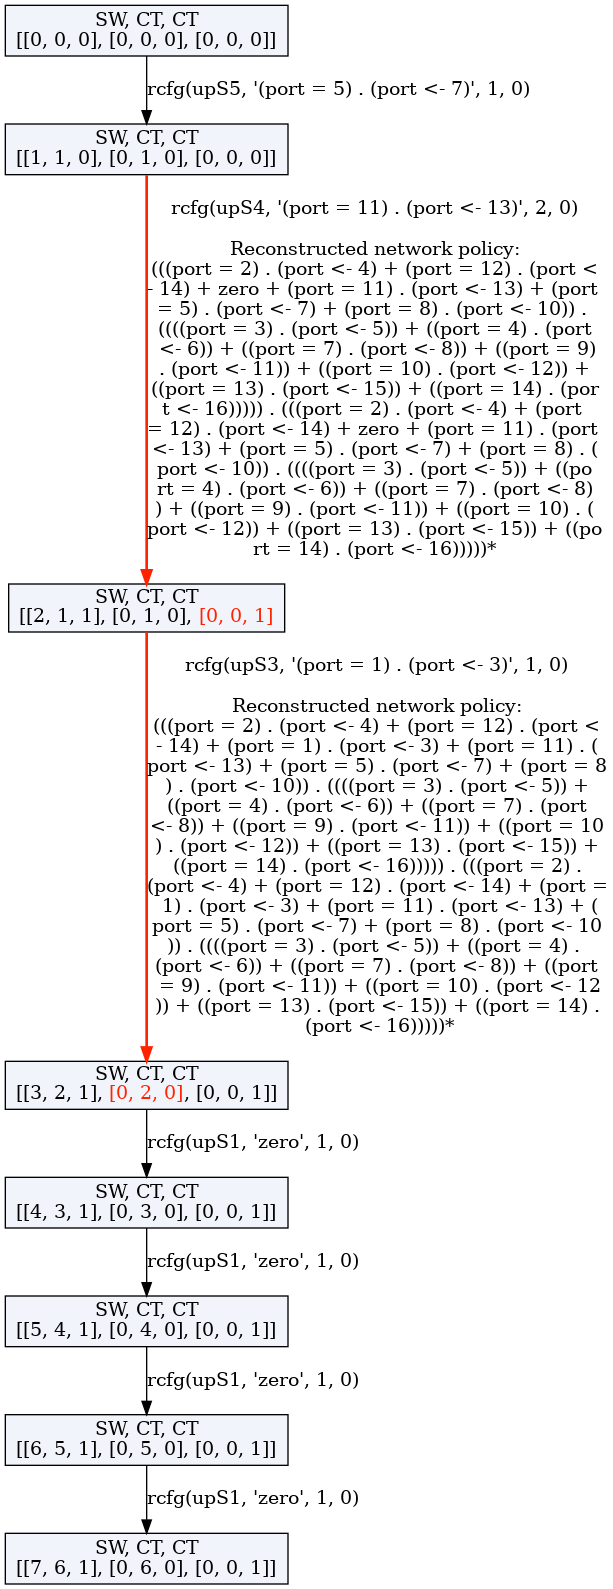 SW, CT, CT
[[0, 0, 0], [0, 0, 0], [0, 0, 0]]
rcfg(upS5, '(port = 5) . (port <- 7)', 1, 0)
SW, CT, CT
[[1, 1, 0], [0, 1, 0], [0, 0, 0]]
rcfg(upS4, '(port = 11) . (port <- 13)', 2, 0)
Reconstructed network policy:
(((port = 2) . (port <- 4) + (port = 12) . (port <
- 14) + zero + (port = 11) . (port <- 13) + (port
= 5) . (port <- 7) + (port = 8) . (port <- 10)) .
((((port = 3) . (port <- 5)) + ((port = 4) . (port
<- 6)) + ((port = 7) . (port <- 8)) + ((port = 9)
. (port <- 11)) + ((port = 10) . (port <- 12)) +
((port = 13) . (port <- 15)) + ((port = 14) . (por
t <- 16))))) . (((port = 2) . (port <- 4) + (port
= 12) . (port <- 14) + zero + (port = 11) . (port
<- 13) + (port = 5) . (port <- 7) + (port = 8) . (
port <- 10)) . ((((port = 3) . (port <- 5)) + ((po
rt = 4) . (port <- 6)) + ((port = 7) . (port <- 8)
) + ((port = 9) . (port <- 11)) + ((port = 10) . (
port <- 12)) + ((port = 13) . (port <- 15)) + ((po
rt = 14) . (port <- 16)))))*
SW, CT, CT
[[2, 1, 1], [0, 1, 0], [0, 0, 1]
rcfg(upS3, '(port = 1) . (port <- 3)', 1, 0)
Reconstructed network policy:
(((port = 2) . (port <- 4) + (port = 12) . (port <
- 14) + (port = 1) . (port <- 3) + (port = 11) . (
port <- 13) + (port = 5) . (port <- 7) + (port = 8
) . (port <- 10)) . ((((port = 3) . (port <- 5)) +
((port = 4) . (port <- 6)) + ((port = 7) . (port
<- 8)) + ((port = 9) . (port <- 11)) + ((port = 10
) . (port <- 12)) + ((port = 13) . (port <- 15)) +
((port = 14) . (port <- 16))))) . (((port = 2) .
(port <- 4) + (port = 12) . (port <- 14) + (port =
1) . (port <- 3) + (port = 11) . (port <- 13) + (
port = 5) . (port <- 7) + (port = 8) . (port <- 10
)) . ((((port = 3) . (port <- 5)) + ((port = 4) .
(port <- 6)) + ((port = 7) . (port <- 8)) + ((port
= 9) . (port <- 11)) + ((port = 10) . (port <- 12
)) + ((port = 13) . (port <- 15)) + ((port = 14) .
(port <- 16)))))*
SW, CT, CT
[[3, 2, 1], [0, 2, 0], [0, 0, 1]]
rcfg(upS1, 'zero', 1, 0)
SW, CT, CT
[[4, 3, 1], [0, 3, 0], [0, 0, 1]]
rcfg(upS1, 'zero', 1, 0)
SW, CT, CT
[[5, 4, 1], [0, 4, 0], [0, 0, 1]]
rcfg(upS1, 'zero', 1, 0)
SW, CT, CT
[[6, 5, 1], [0, 5, 0], [0, 0, 1]]
rcfg(upS1, 'zero', 1, 0)
SW, CT, CT
[[7, 6, 1], [0, 6, 0], [0, 0, 1]]